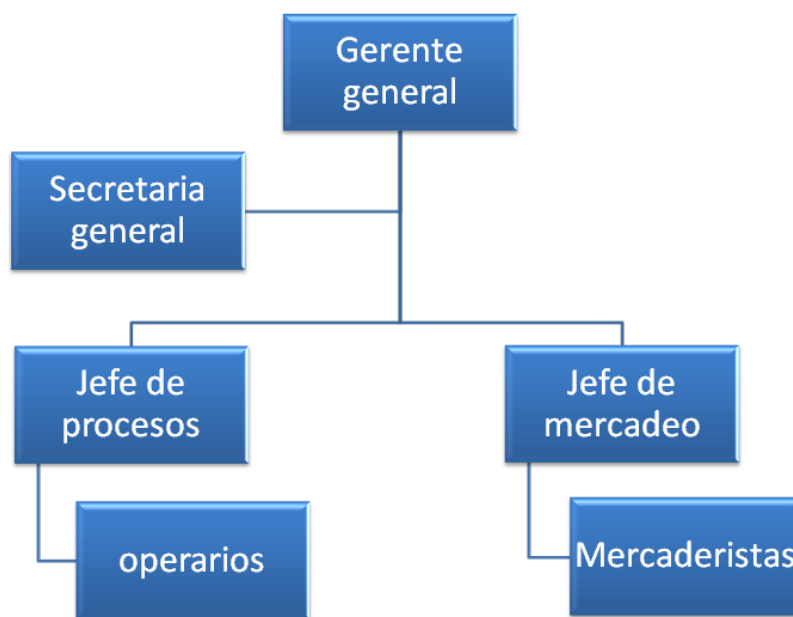 Gerente
general
Secretaria
general
Jefe de
procesos
Jefe de
mercadeo
operarios
Mercaderistas